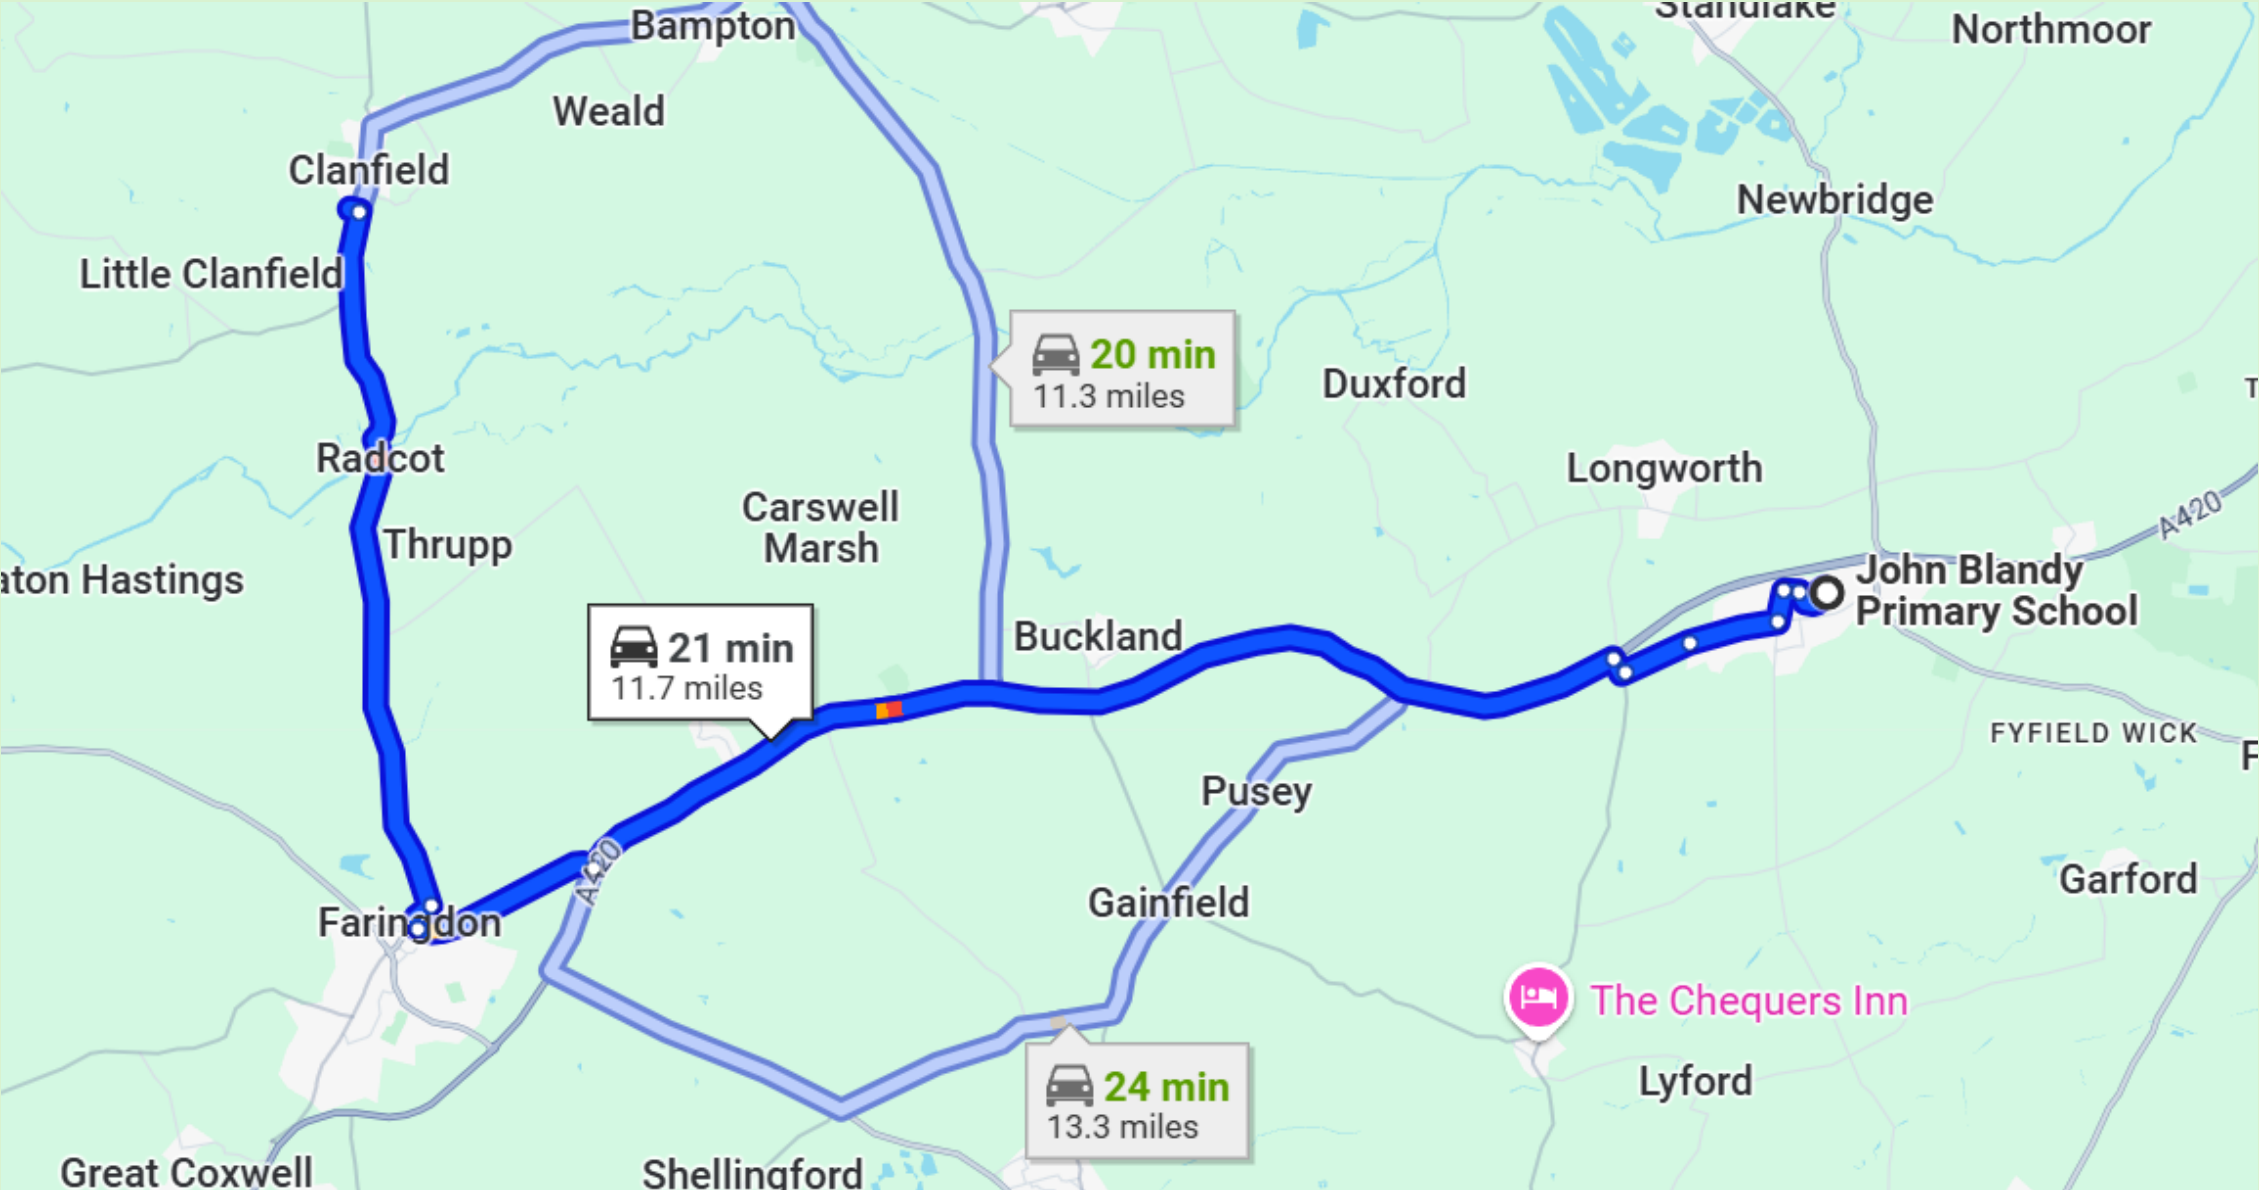 Standlake
Bampton
Northmoor
Weald
Clanfield
Newbridge
Little Clanfield
20 min
11.3 miles
Duxford
Radcot
Longworth
Carswell
Marsh
A420
Thrupp
aton Hastings
John Blandy
Primary School
Buckland
21 min
11.7 miles
FYFIELD WICK
F
Pusey
A420
Garford
Gainfield
Faringdon
The Chequers Inn
24 min
13.3 miles
Lyford
Great Coxwell
Shellingford